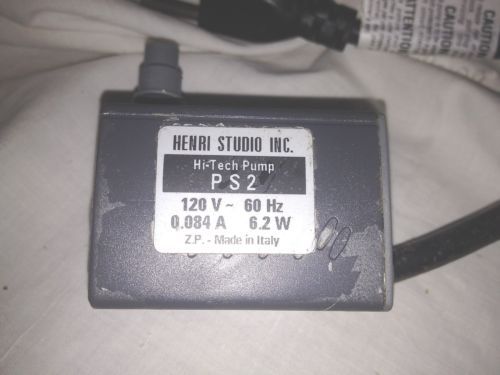 HENRI STUDIO INC.
Hi-Tech Pump
PS2
120 V ~ 60 Hz
0.084 A 6.2 W
Z.P. - Made in Italy
CAUTION
ATTENTION
CAUTION